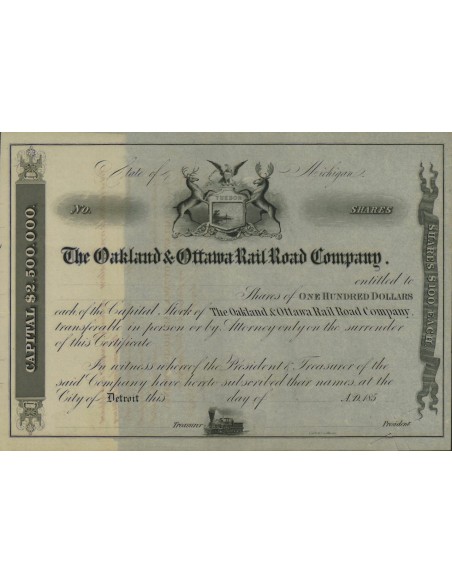 State of Michigan
TUEBOR
No. SHARES
The Oakland & Ottawa Rail Road Company.
entitled to
Shares of ONE HUNDRED DOLLARS
each of the Capital Stock of The Oakland & Ottawa Rail Road Company
transferable in person or by Attorney only on the surrender
of this Certificate
In witness whereof the President & Treasurer of the
said Company have hereto subscribed their names at the
City of Detroit this day of A.D. 185
Treasurer President
CAPITAL $2,500,000
SHARES $100 EACH